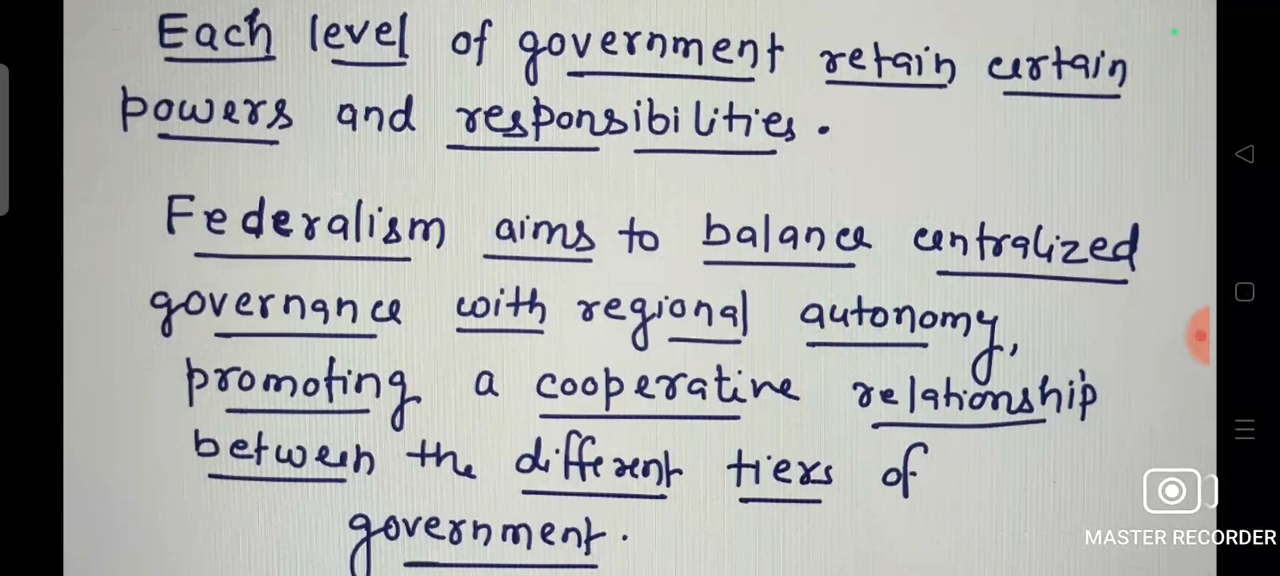 Each level of government retain certain
powers and responsibilities.
Federalism aims to balance centralized
governance with regional autonomy,
promoting a cooperative relationship
between the different tiers of
government.
MASTER RECORDER